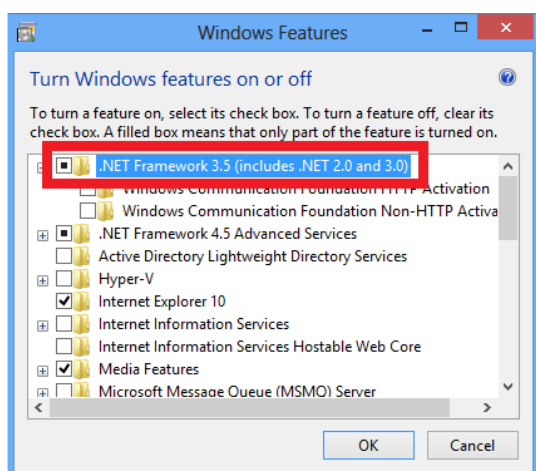 Windows Features
Turn Windows features on or off
To turn a feature on, select its check box. To turn a feature off, clear its
check box. A filled box means that only part of the feature is turned on.
.NET Framework 3.5 (includes .NET 2.0 and 3.0)
Windows Communication Foundation HTTP Activation
Windows Communication Foundation Non-HTTP Activa
.NET Framework 4.5 Advanced Services
Active Directory Lightweight Directory Services
Hyper-V
Internet Explorer 10
Internet Information Services
Internet Information Services Hostable Web Core
Media Features
Microsoft Message Queue (MSMQ) Server
OK Cancel